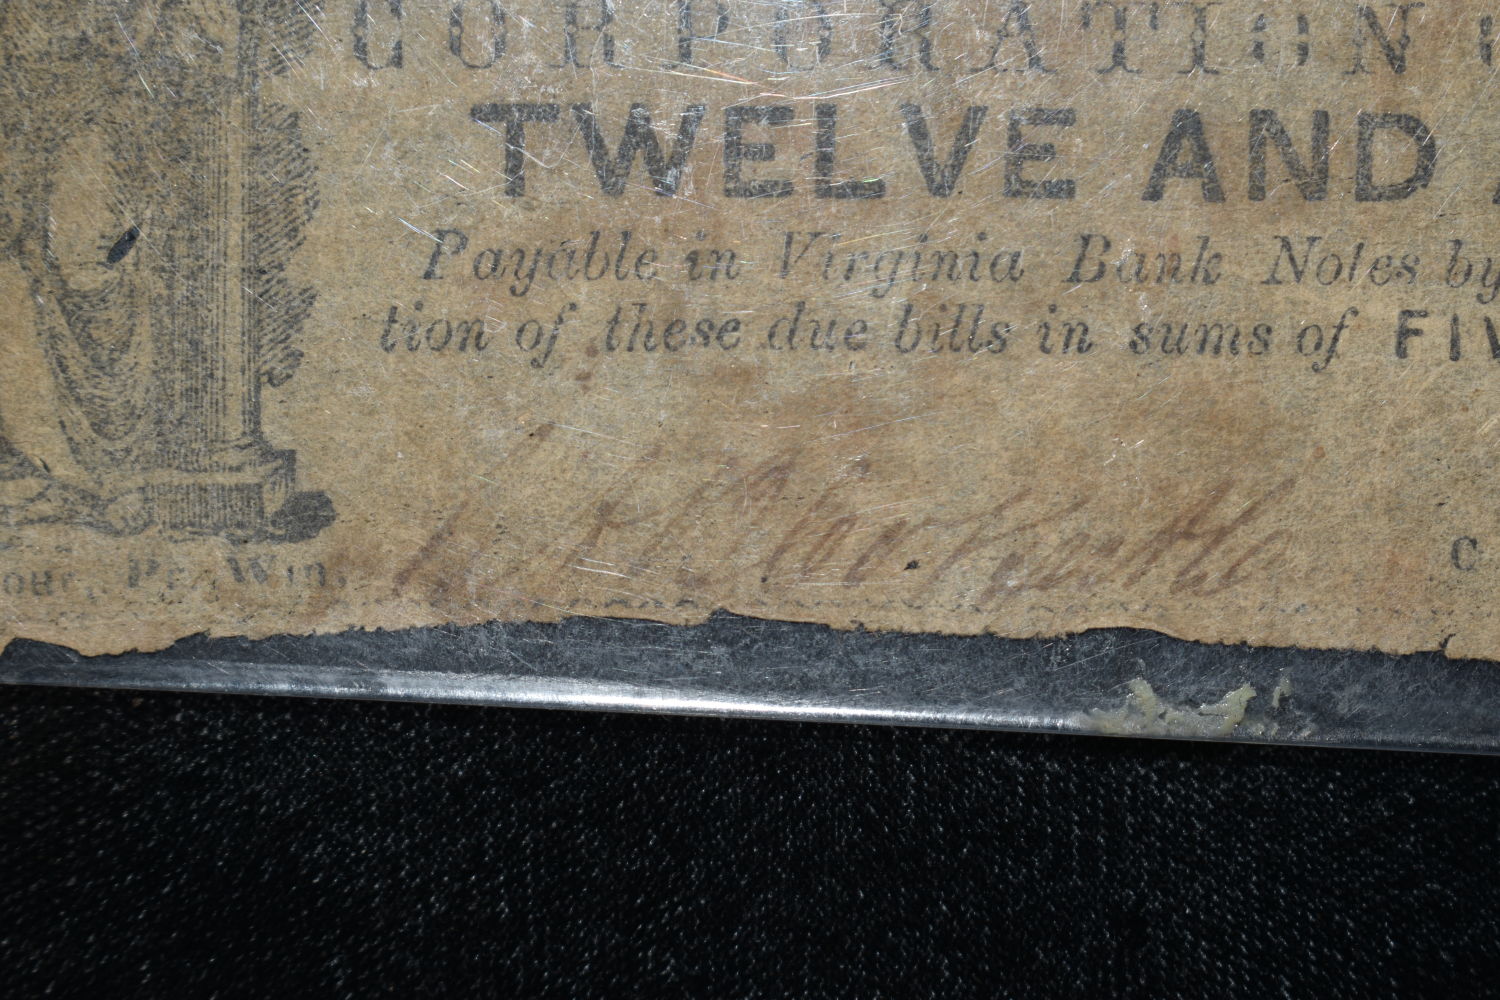 CORPORATION
TWELVE AND
Payable in Virginia Bank Notes by
tion of these due bills in sums of FIV
C